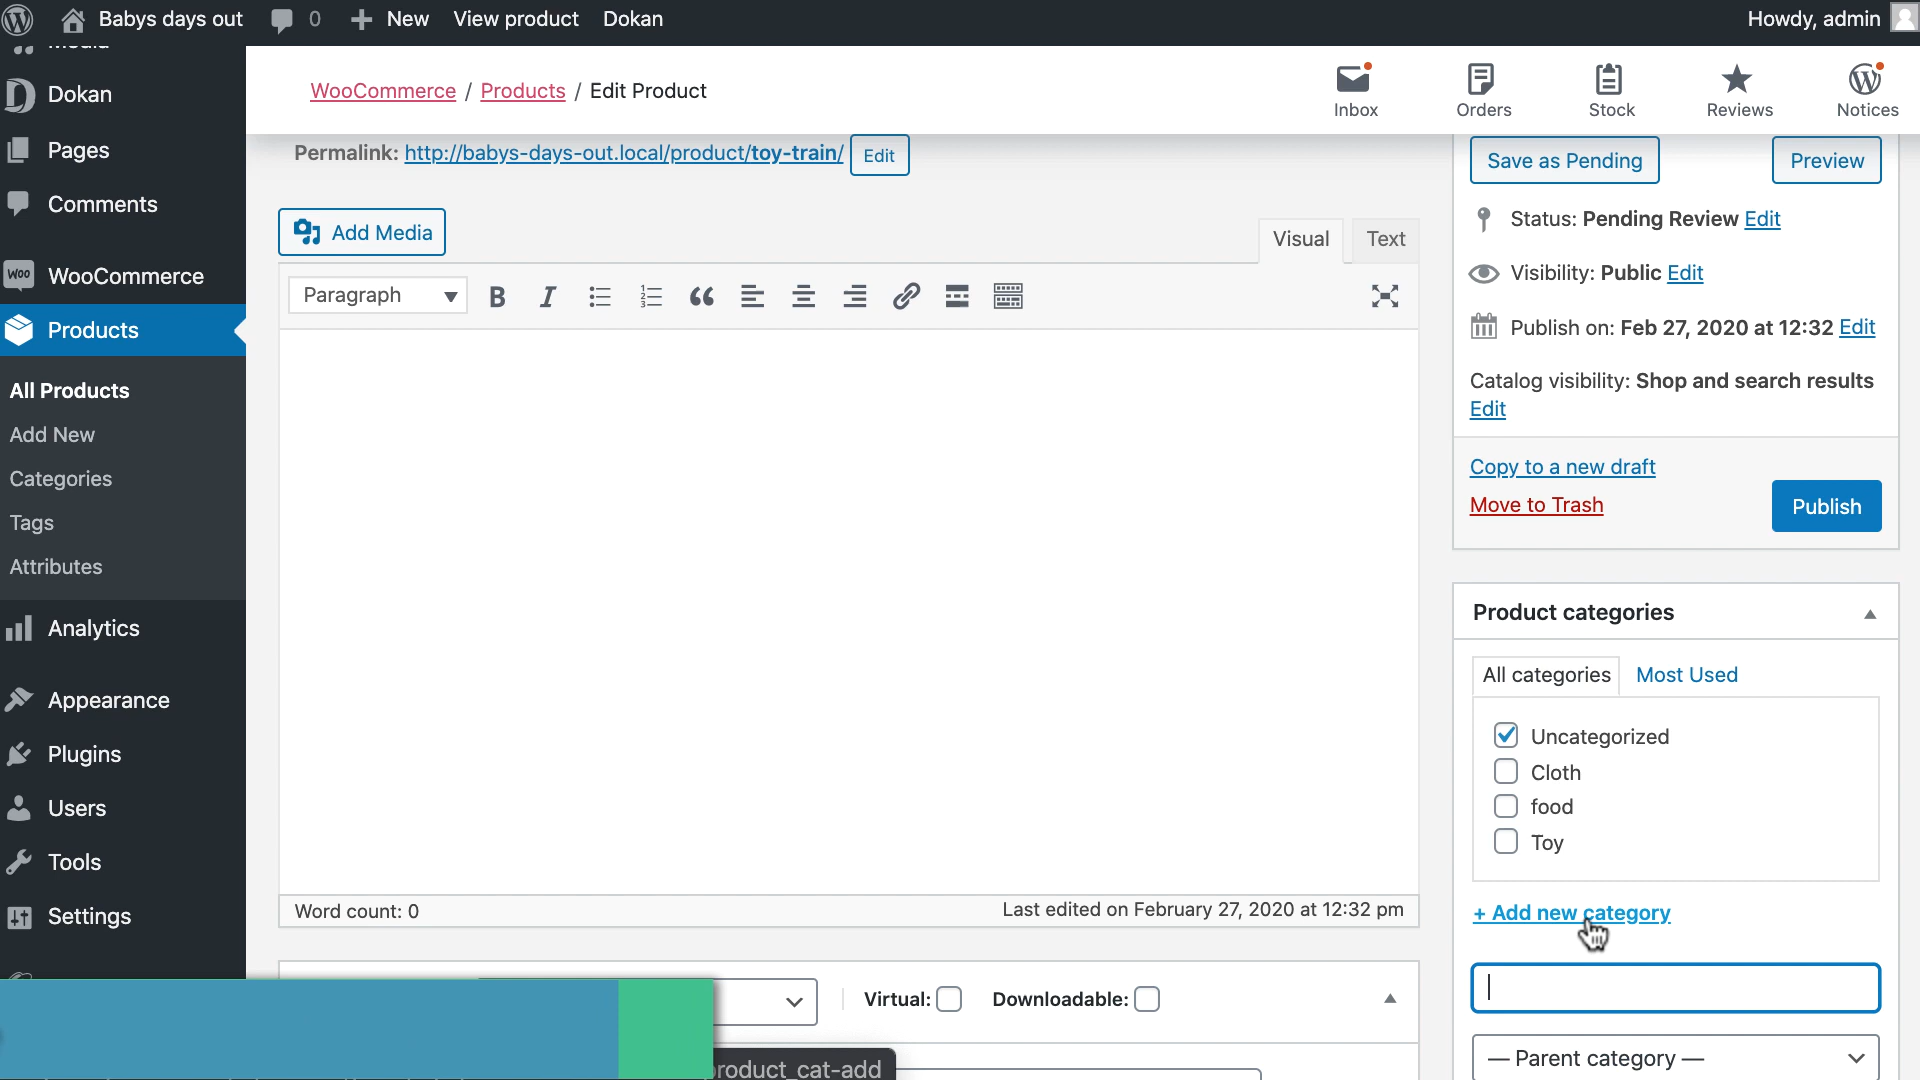 Babys days out 0 New View product Dokan Howdy, admin
Dokan
Pages
Comments
Woo WooCommerce
Products
All Products
Add New
Categories
Tags
Attributes
Analytics
Appearance
Plugins
Users
Tools
Settings
WooCommerce / Products / Edit Product
Inbox Orders Stock Reviews Notices
Permalink: http://babys-days-out.local/product/toy-train/ Edit
Add Media
Visual Text
Paragraph
Word count: 0
Last edited on February 27, 2020 at 12:32 pm
Virtual: Downloadable:
product_cat-add
Save as Pending Preview
Status: Pending Review Edit
Visibility: Public Edit
Publish on: Feb 27, 2020 at 12:32 Edit
Catalog visibility: Shop and search results
Edit
Copy to a new draft
Move to Trash
Publish
Product categories
All categories Most Used
Uncategorized
Cloth
food
Toy
+ Add new category
— Parent category —